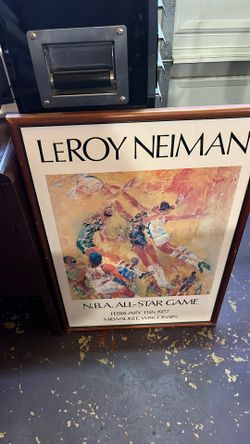 LEROY NEIMAN
N.B.A. ALL-STAR GAME
FEBRUARY 13th, 1977
MILWAUKEE, WISCONSIN